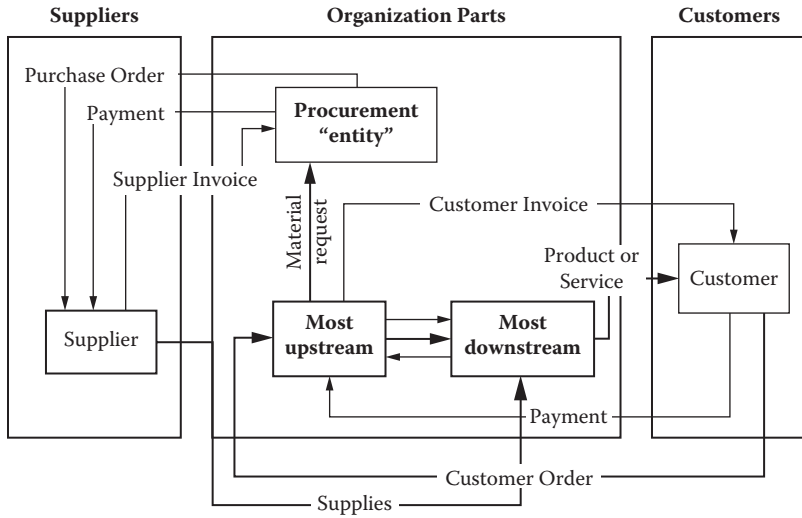 Suppliers
Organization Parts
Customers
Purchase Order
Payment
Procurement
“entity”
Supplier Invoice
Material
request
Customer Invoice
Product or
Service
Customer
Supplier
Most
upstream
Most
downstream
Payment
Customer Order
Supplies